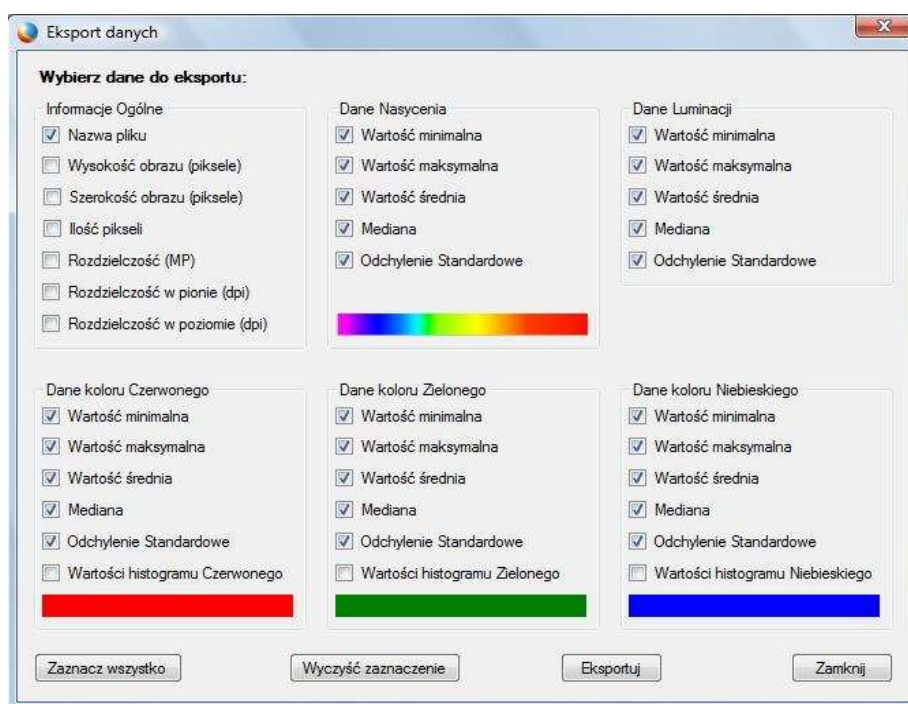 Eksport danych
Wybierz dane do eksportu:
Informacje Ogólne
Nazwa pliku
Wysokość obrazu (piksele)
Szerokość obrazu (piksele)
Ilość pikseli
Rozdzielczość (MP)
Rozdzielczość w pionie (dpi)
Rozdzielczość w poziomie (dpi)
Dane Nasycenia
Wartość minimalna
Wartość maksymalna
Wartość średnia
Mediana
Odchylenie Standardowe
Dane Luminacji
Wartość minimalna
Wartość maksymalna
Wartość średnia
Mediana
Odchylenie Standardowe
Dane koloru Czerwonego
Wartość minimalna
Wartość maksymalna
Wartość średnia
Mediana
Odchylenie Standardowe
Wartości histogramu Czerwonego
Dane koloru Zielonego
Wartość minimalna
Wartość maksymalna
Wartość średnia
Mediana
Odchylenie Standardowe
Wartości histogramu Zielonego
Dane koloru Niebieskiego
Wartość minimalna
Wartość maksymalna
Wartość średnia
Mediana
Odchylenie Standardowe
Wartości histogramu Niebieskiego
Zaznacz wszystko
Wyczyść zaznaczenie
Eksportuj
Zamknij